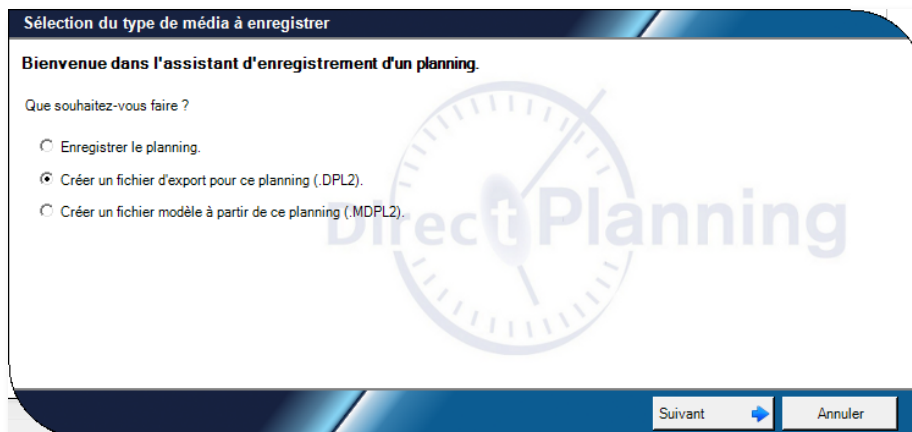 Sélection du type de média à enregistrer
Bienvenue dans l'assistant d'enregistrement d'un planning.
Que souhaitez-vous faire ?
Enregistrer le planning.
Créer un fichier d'export pour ce planning (.DPL2).
Créer un fichier modèle à partir de ce planning (.MDPL2).
Direct Planning
Suivant
Annuler